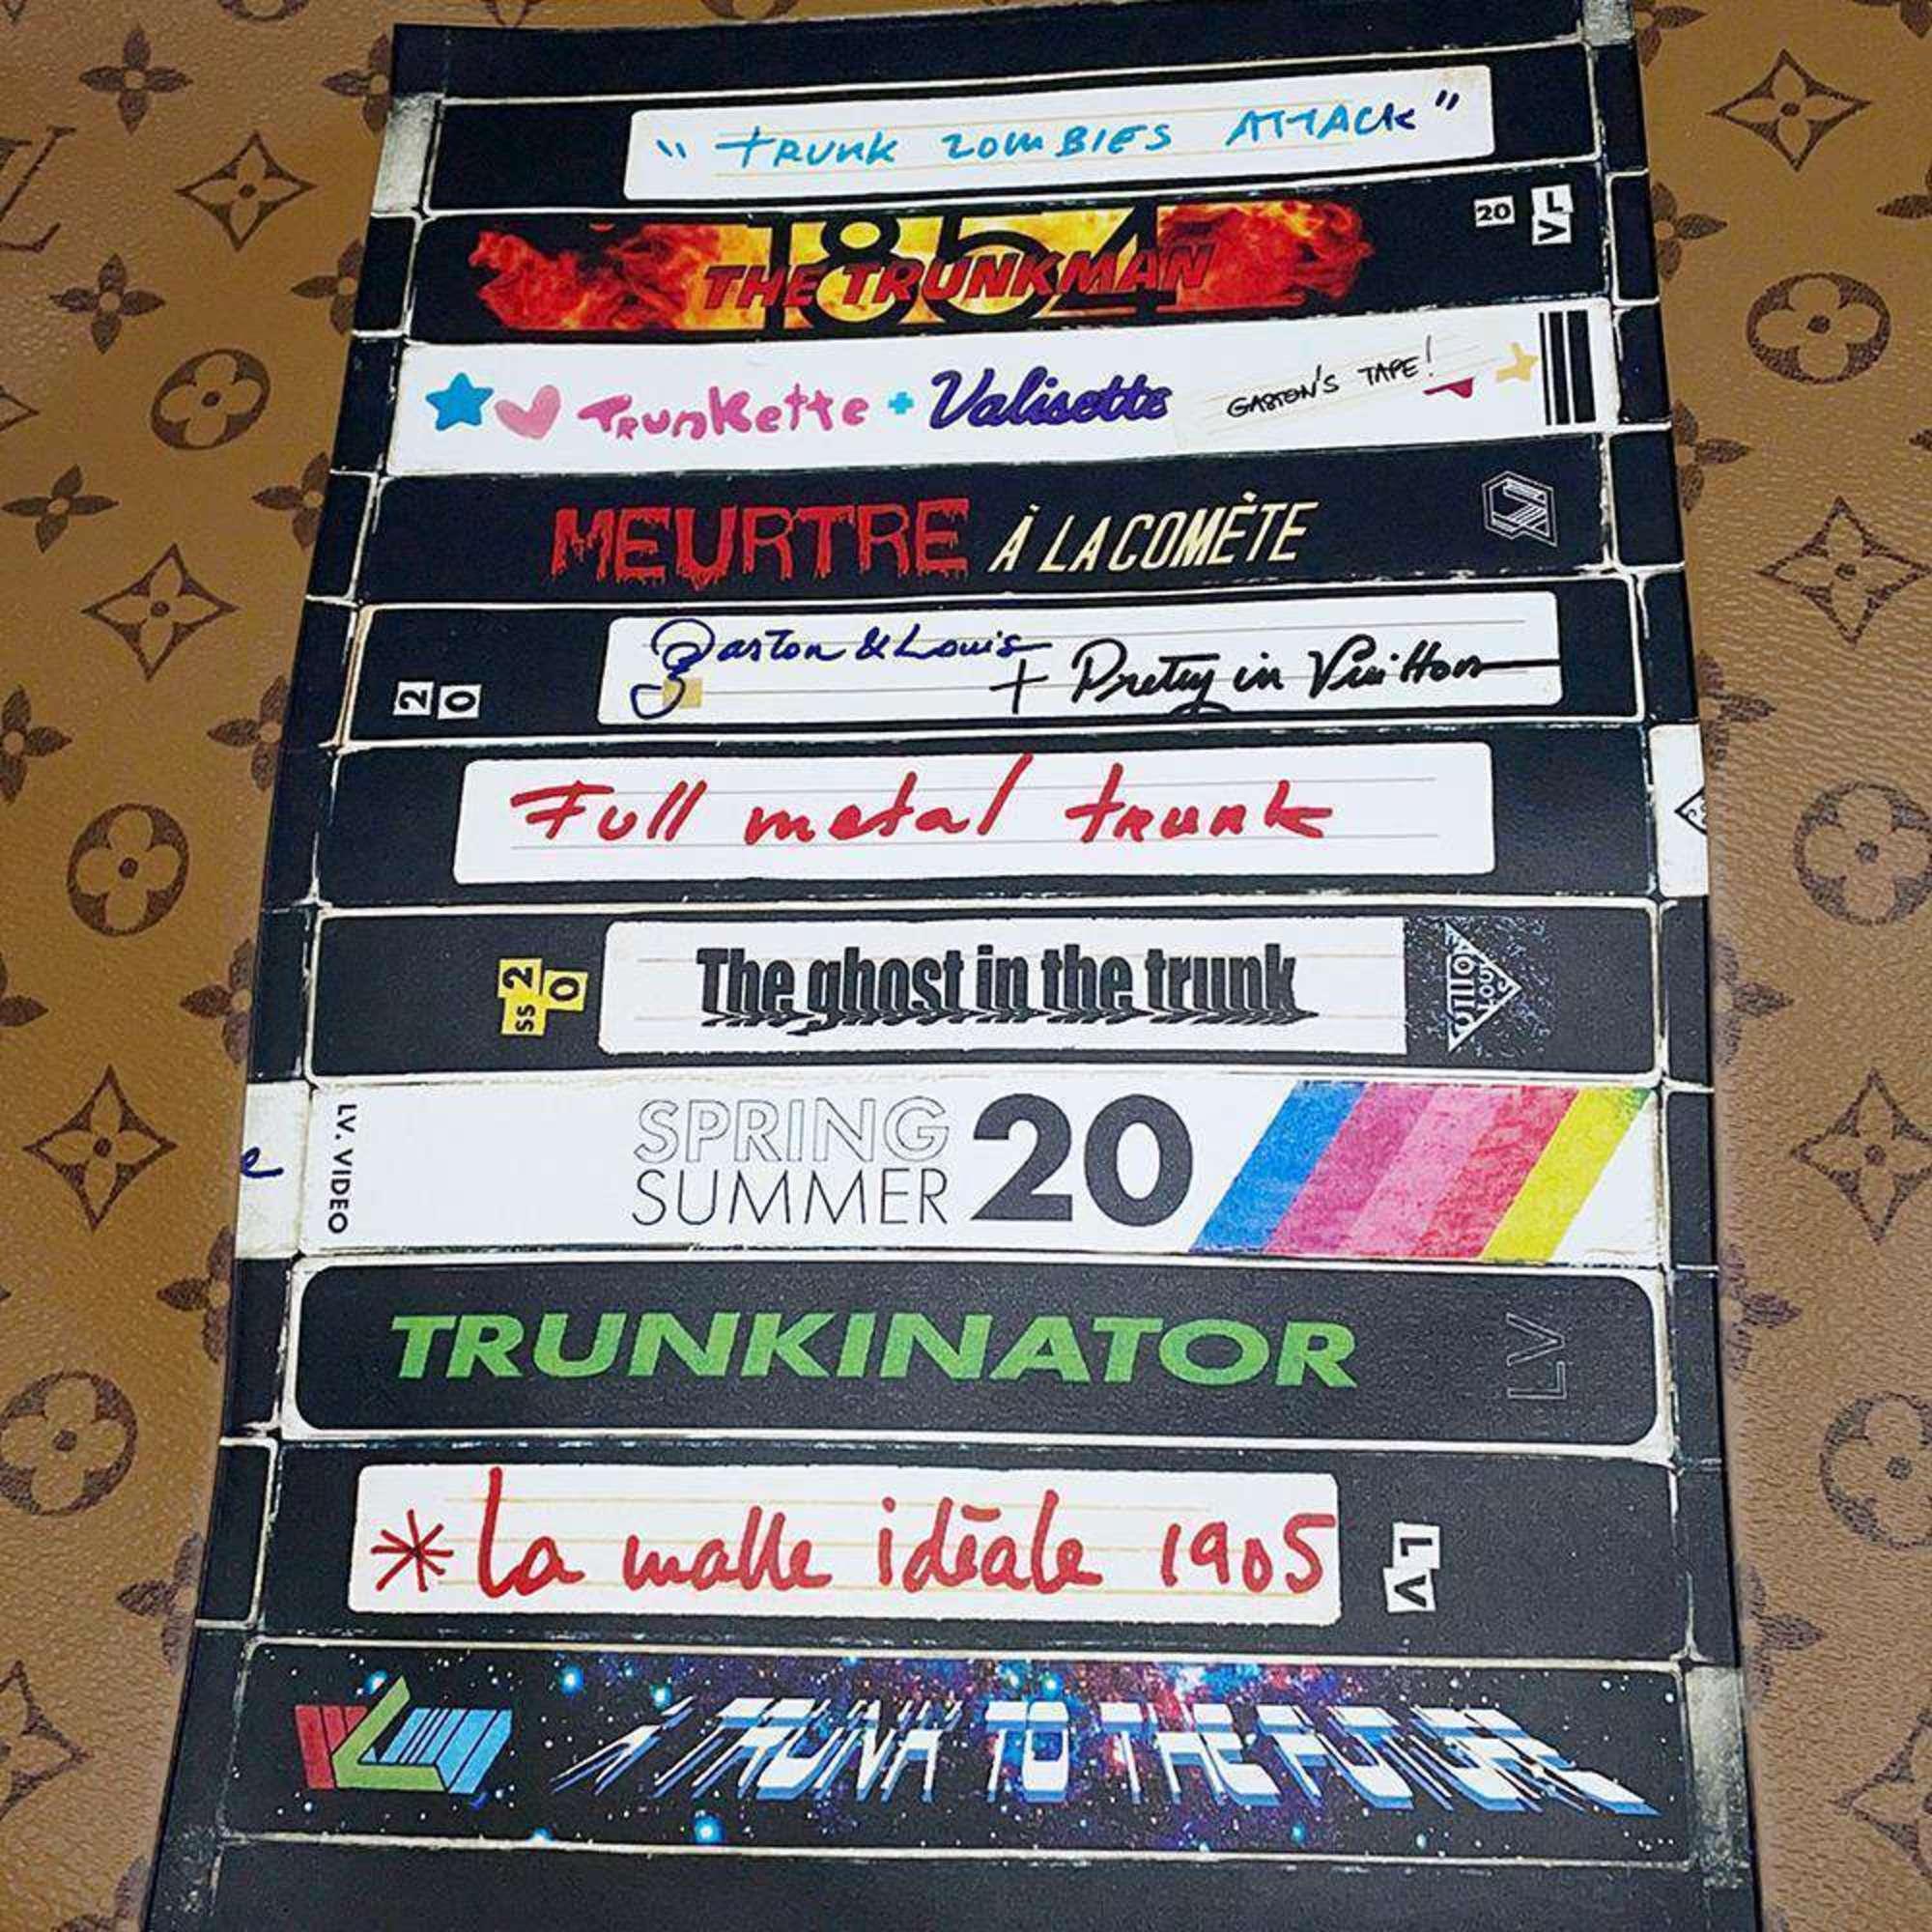 " TRUNK ZOMBIES ATTACK "
1854
THE TRUNKMAN
20
LV
TrunKette + Valisette
GASTON'S TAPE!
MEURTRE À LA COMÈTE
20
Gaston & Louis
+ Pretty in Vuitton
Full metal trunk
SS 20
The ghost in the trunk
LV. VIDEO
SPRING
SUMMER 20
e
TRUNKINATOR
LV
* La malle idéale 1905
LV
A TRUNK TO THE FUTURE